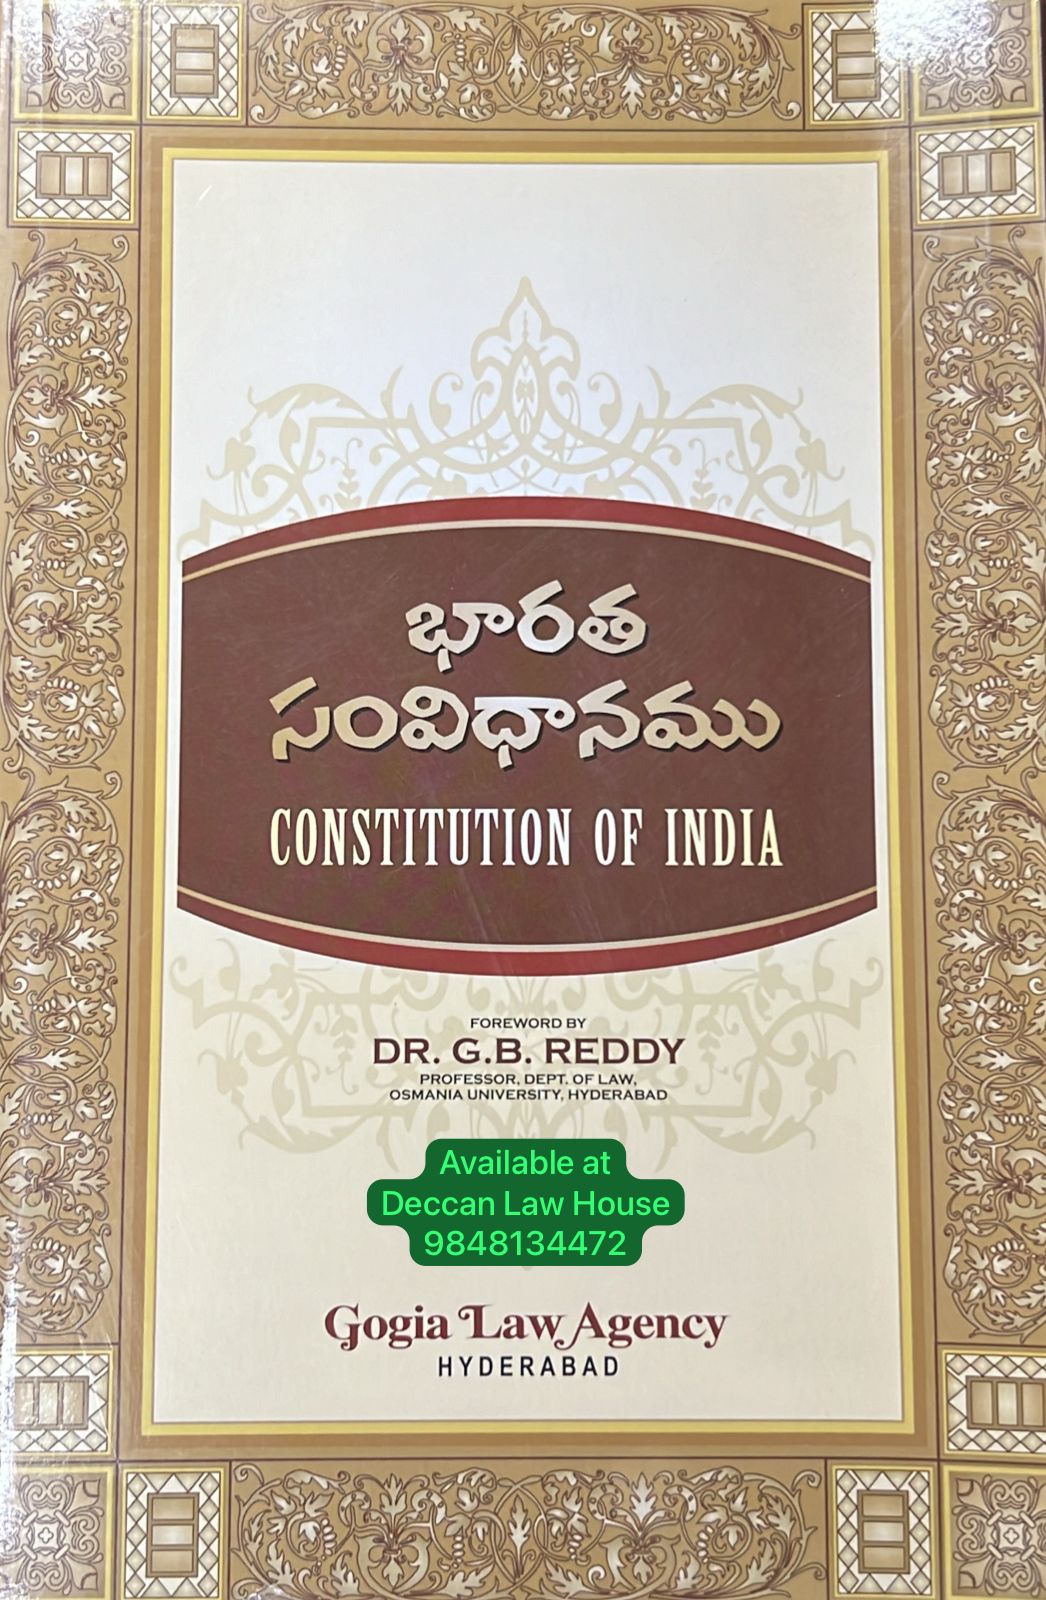 భారత
సంవిధానము
CONSTITUTION OF INDIA
FOREWORD BY
DR. G.B. REDDY
PROFESSOR, DEPT. OF LAW,
OSMANIA UNIVERSITY, HYDERABAD
Available at
Deccan Law House
9848134472
Gogia Law Agency
HYDERABAD